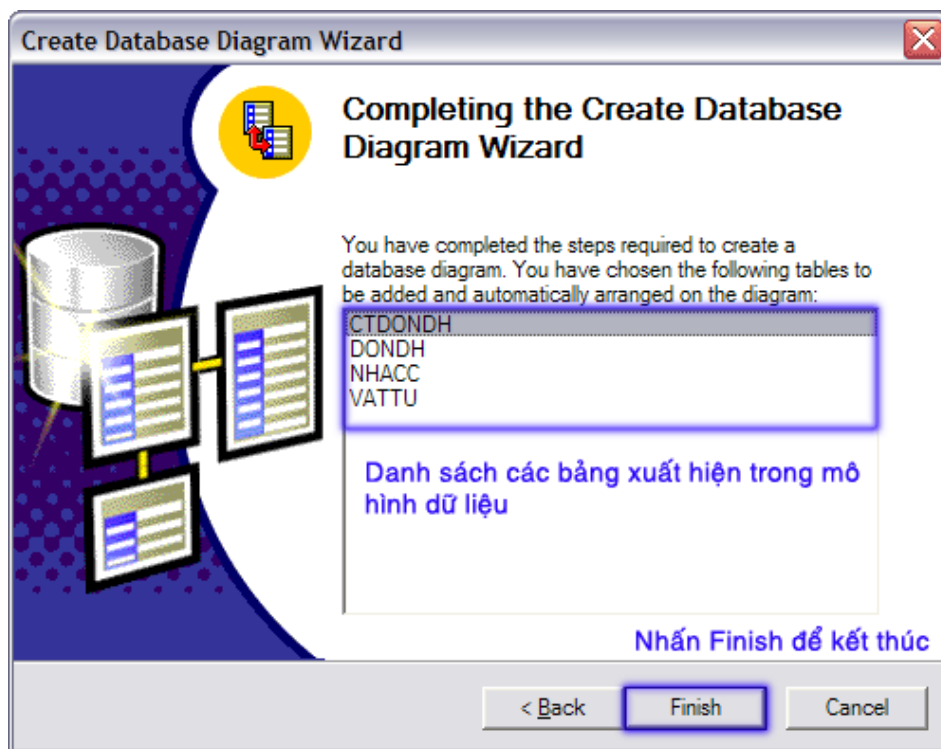 Create Database Diagram Wizard
Completing the Create Database
Diagram Wizard
You have completed the steps required to create a
database diagram. You have chosen the following tables to
be added and automatically arranged on the diagram:
CTDONDH
DONDH
NHACC
VATTU
Danh sách các bảng xuất hiện trong mô
hình dữ liệu
Nhấn Finish để kết thúc
< Back
Finish
Cancel